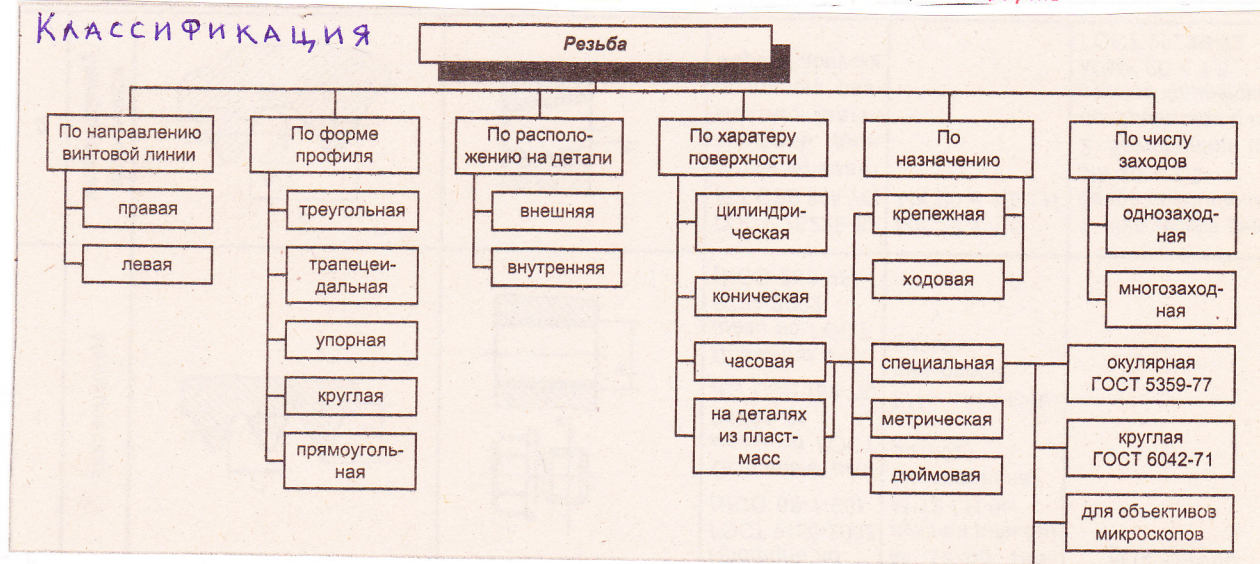 Классификация
Резьба
По направлению
винтовой линии
правая
левая
По форме
профиля
треугольная
трапецеи-
дальная
упорная
круглая
прямоуголь-
ная
По располо-
жению на детали
внешняя
внутренняя
По харатеру
поверхности
цилиндри-
ческая
коническая
часовая
на деталях
из пласт-
масс
По
назначению
крепежная
ходовая
специальная
метрическая
дюймовая
По числу
заходов
однозаход-
ная
многозаход-
ная
окулярная
ГОСТ 5359-77
круглая
ГОСТ 6042-71
для объективов
микроскопов